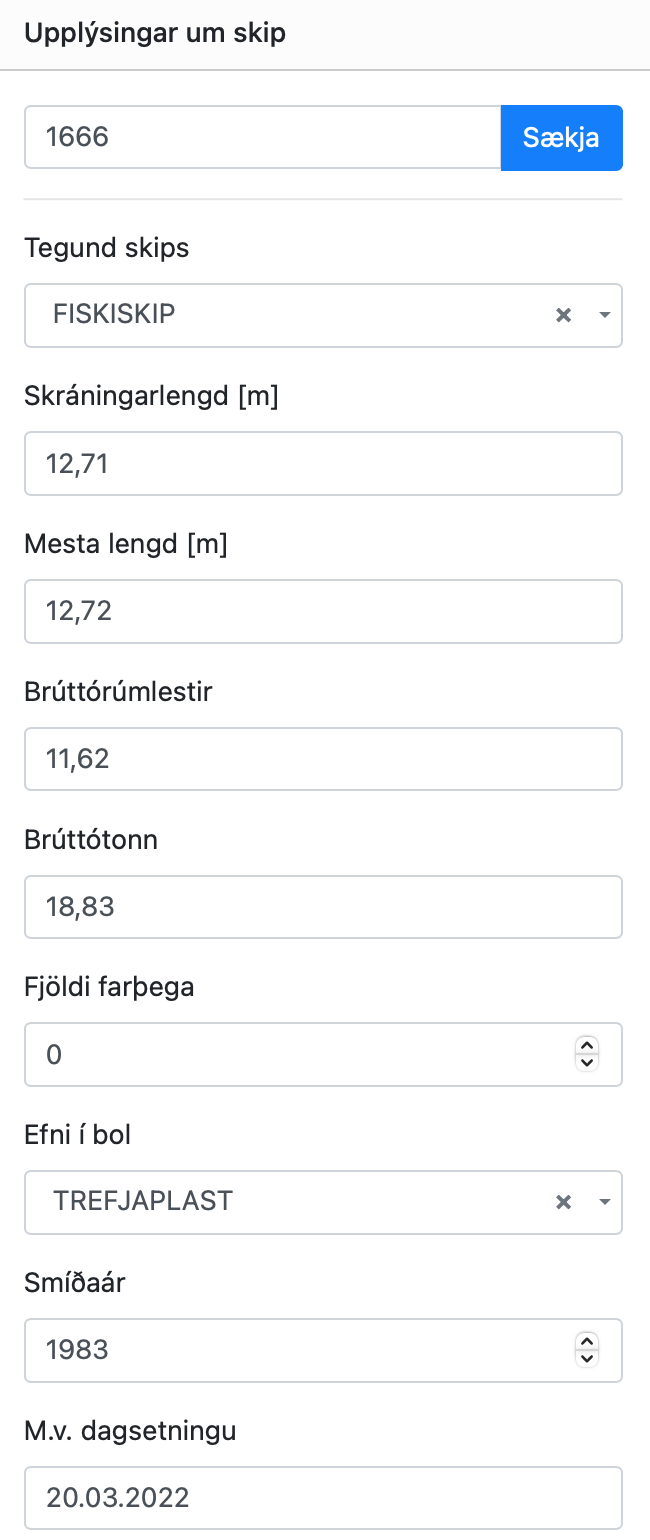 Upplýsingar um skip
1666
Sækja
Tegund skips
FISKISKIP
Skráningarlengd [m]
12,71
Mesta lengd [m]
12,72
Brúttórúmlestir
11,62
Brúttótonn
18,83
Fjöldi farþega
0
Efni í bol
TREFJAPLAST
Smíðaár
1983
M.v. dagsetningu
20.03.2022